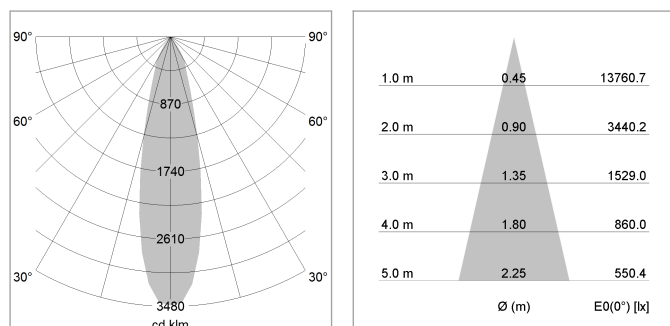 90° 90°
870
60° 60°
1740
2610
30° 30°
3480
cd klm
1.0 m 0.45 13760.7
2.0 m 0.90 3440.2
3.0 m 1.35 1529.0
4.0 m 1.80 860.0
5.0 m 2.25 550.4
Ø (m) E0(0°) [lx]